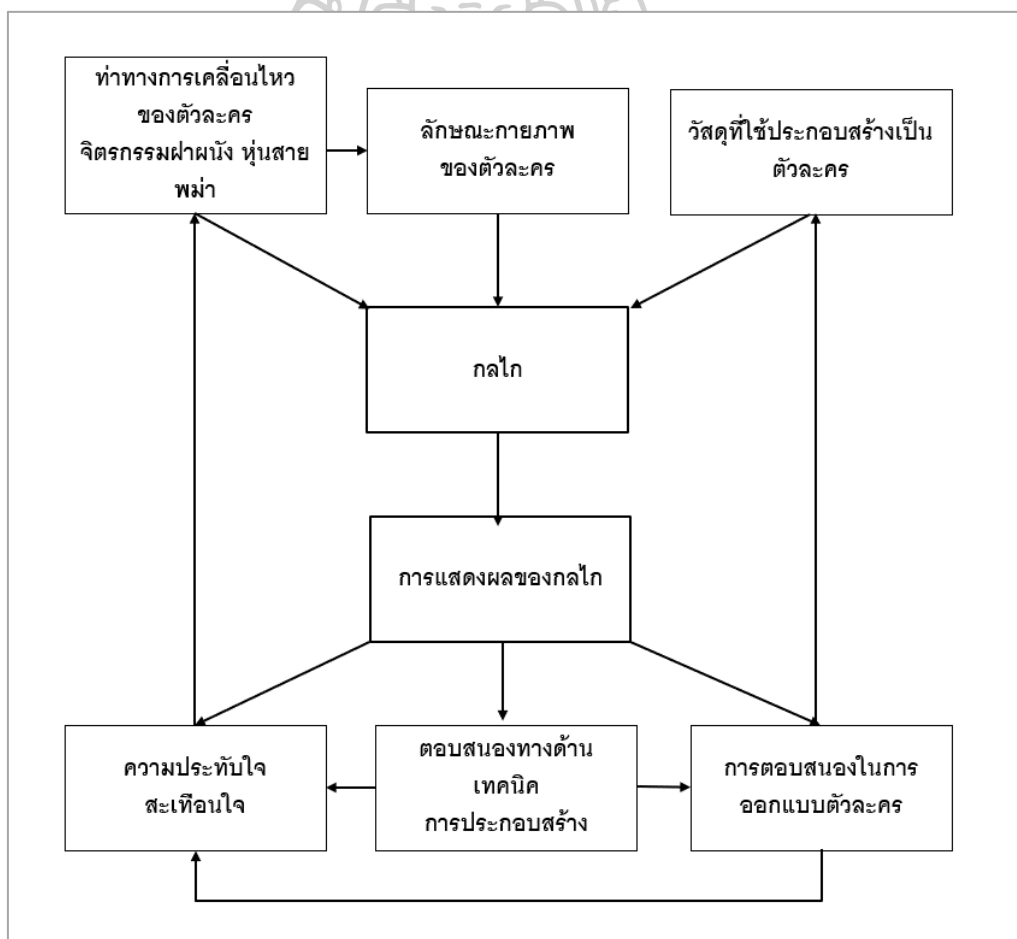 ท่าทางการเคลื่อนไหว
ของตัวละคร
จิตรกรรมฝาผนัง หุ่นสาย
พม่า
ลักษณะกายภาพ
ของตัวละคร
วัสดุที่ใช้ประกอบสร้างเป็น
ตัวละคร
กลไก
การแสดงผลของกลไก
ความประทับใจ
สะเทือนใจ
ตอบสนองทางด้าน
เทคนิค
การประกอบสร้าง
การตอบสนองในการ
ออกแบบตัวละคร